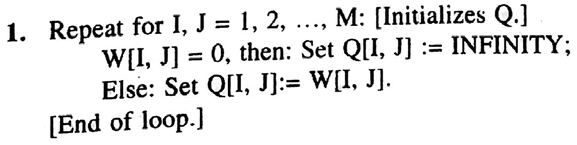 1. Repeat for I, J = 1, 2, ..., M: [Initializes Q.]
W[I, J] = 0, then: Set Q[I, J] := INFINITY;
Else: Set Q[I, J]:= W[I, J].
[End of loop.]